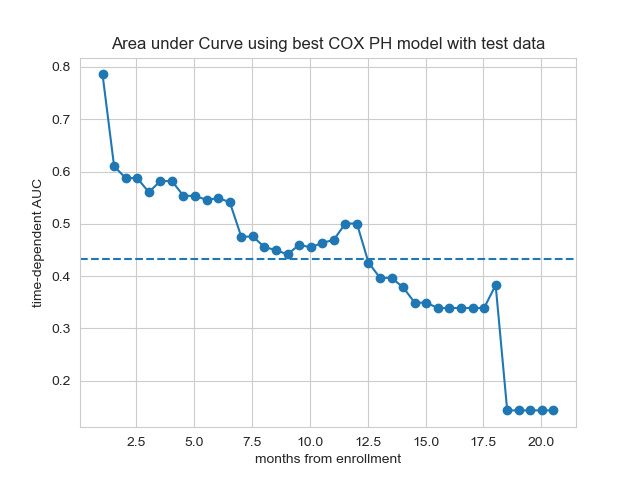 Area under Curve using best COX PH model with test data
0.8
0.7
0.6
0.5
0.4
0.3
0.2
time-dependent AUC
2.5 5.0 7.5 10.0 12.5 15.0 17.5 20.0
months from enrollment